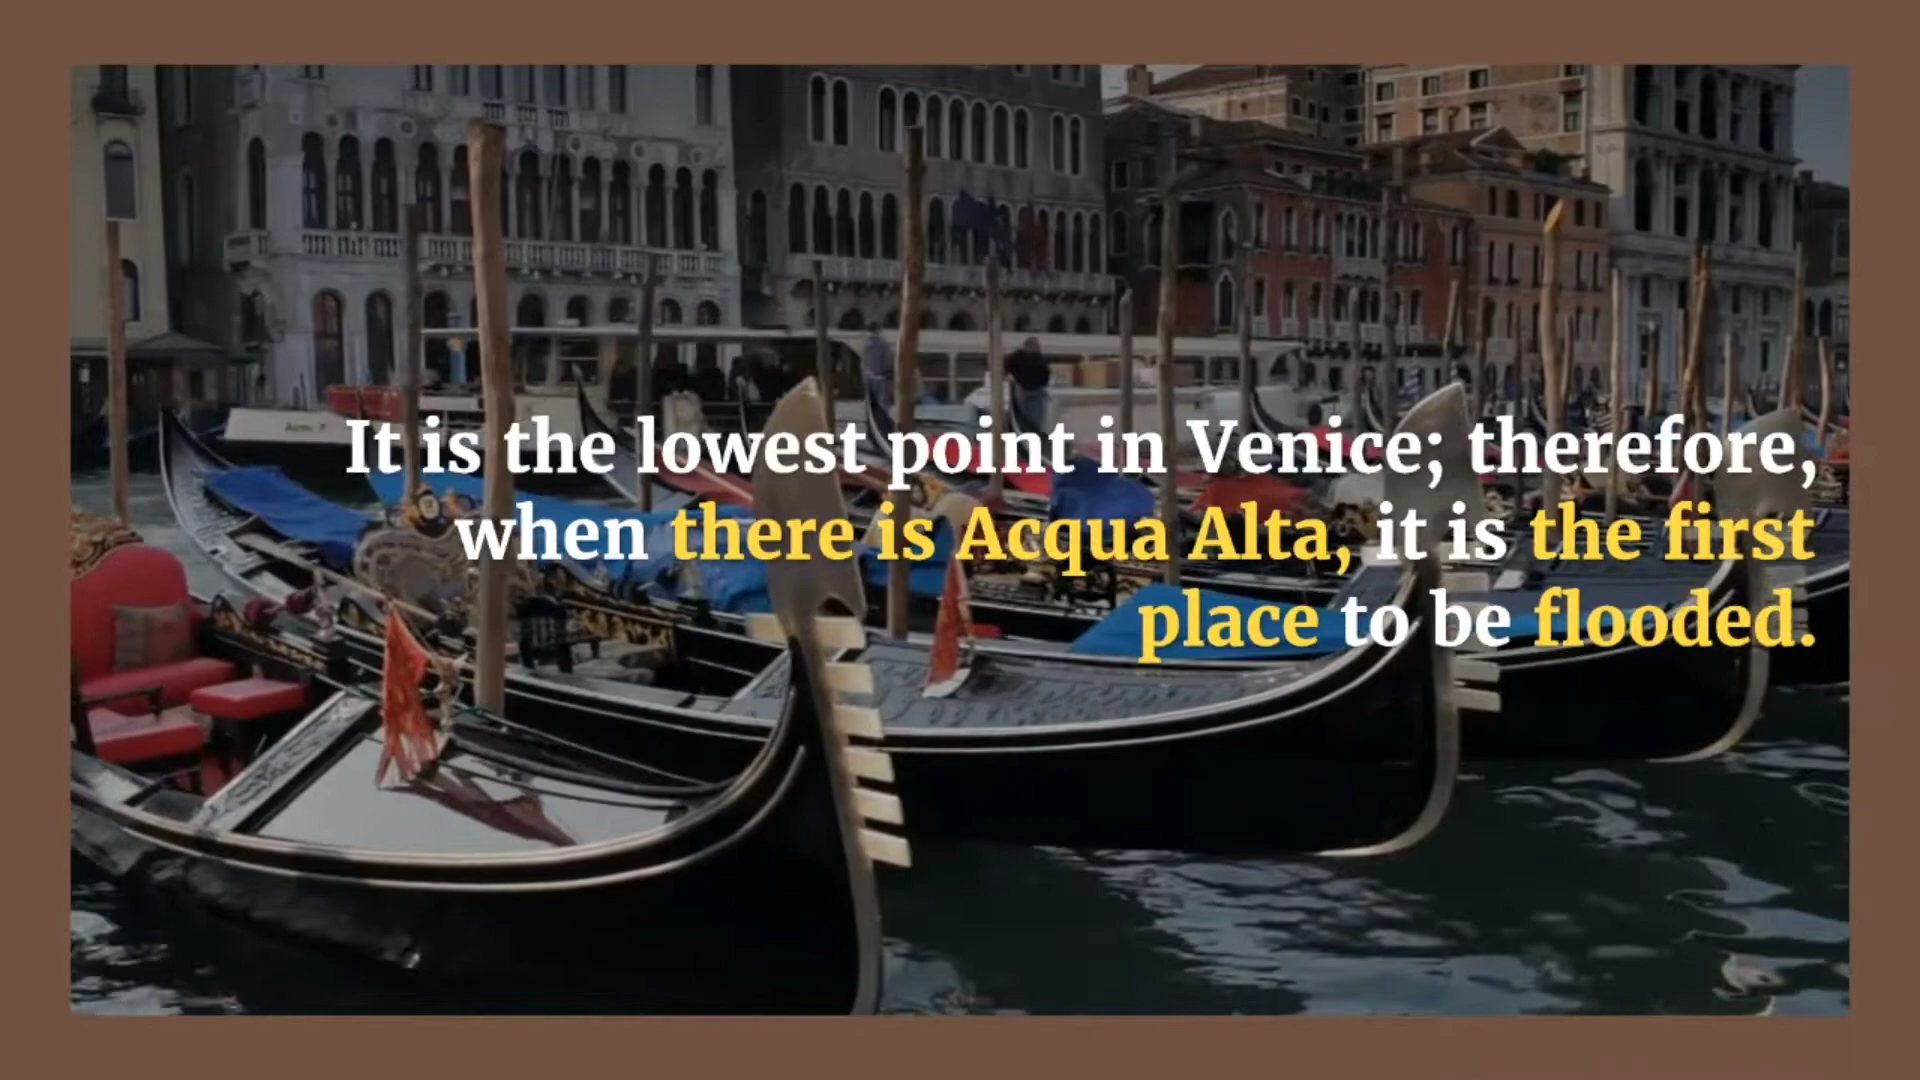 It is the lowest point in Venice; therefore,
when there is Acqua Alta, it is the first
place to be flooded.